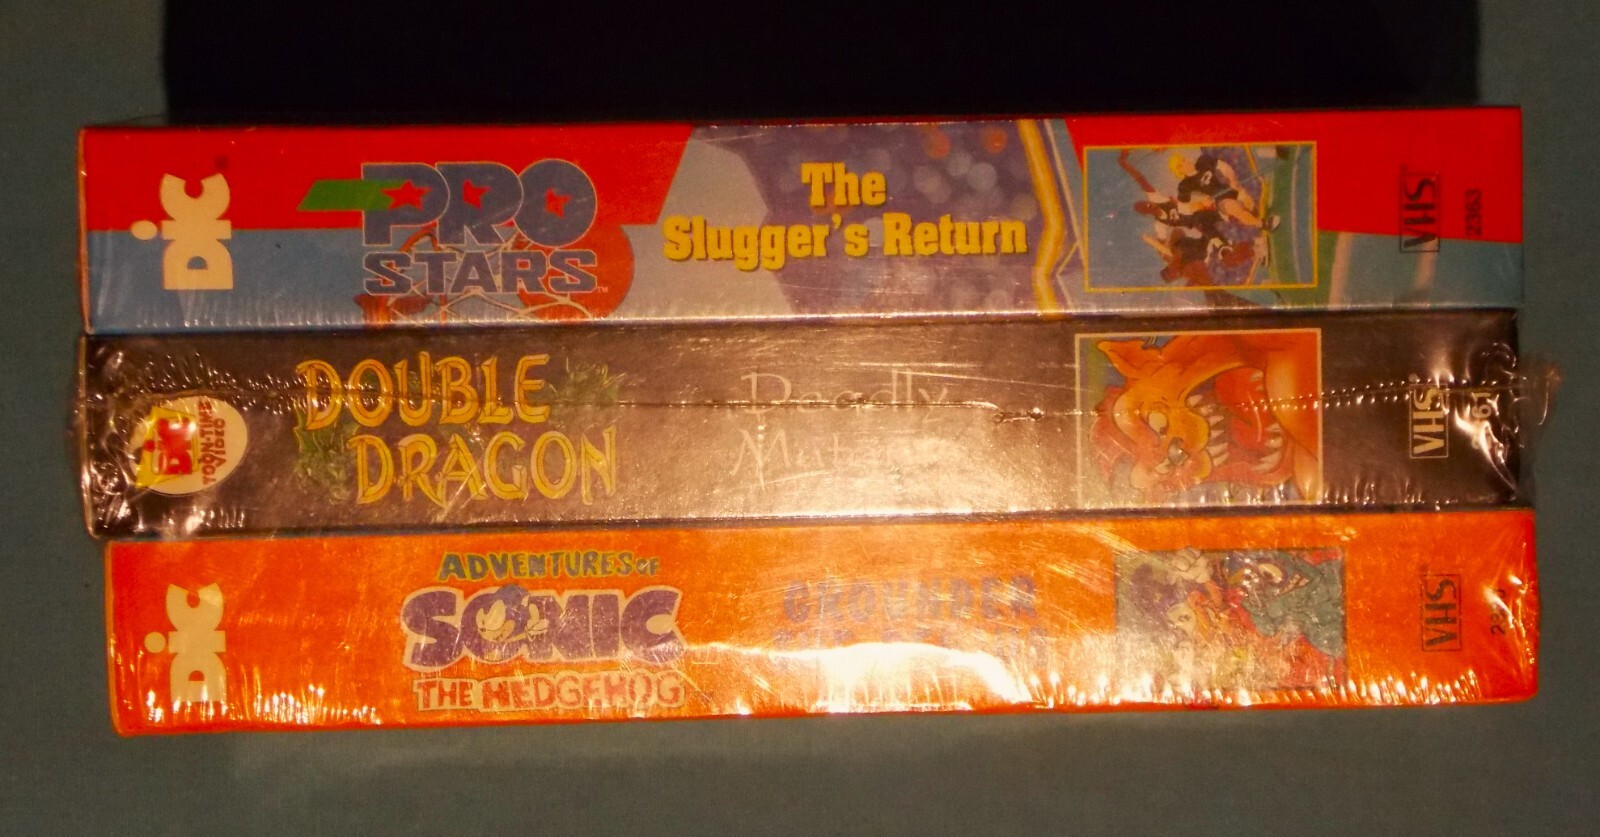 DiC
PRO
STARS
The
Slugger's Return
VHS
2363
DiC
TOON-TIME
VIDEO
DOUBLE
DRAGON
Deadly
VHS
DiC
ADVENTURES OF
SONIC
THE HEDGEHOG
GROUNDER
VHS